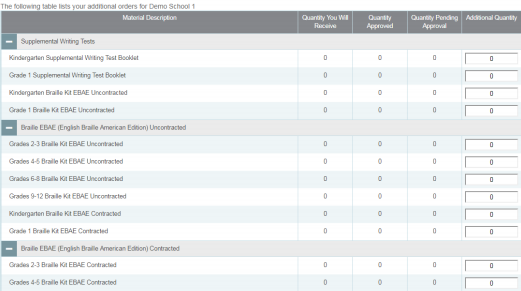 The following table lists your additional orders for Demo School 1
Material Description Quantity You Will Receive Quantity Approved Quantity Pending Approval Additional Quantity
Supplemental Writing Tests
Kindergarten Supplemental Writing Test Booklet 0 0 0 0
Grade 1 Supplemental Writing Test Booklet 0 0 0 0
Kindergarten Braille Kit EBAE Uncontracted 0 0 0 0
Grade 1 Braille Kit EBAE Uncontracted 0 0 0 0
Braille EBAE (English Braille American Edition) Uncontracted
Grades 2-3 Braille Kit EBAE Uncontracted 0 0 0 0
Grades 4-5 Braille Kit EBAE Uncontracted 0 0 0 0
Grades 6-8 Braille Kit EBAE Uncontracted 0 0 0 0
Grades 9-12 Braille Kit EBAE Uncontracted 0 0 0 0
Kindergarten Braille Kit EBAE Contracted 0 0 0 0
Grade 1 Braille Kit EBAE Contracted 0 0 0 0
Braille EBAE (English Braille American Edition) Contracted
Grades 2-3 Braille Kit EBAE Contracted 0 0 0 0
Grades 4-5 Braille Kit EBAE Contracted 0 0 0 0